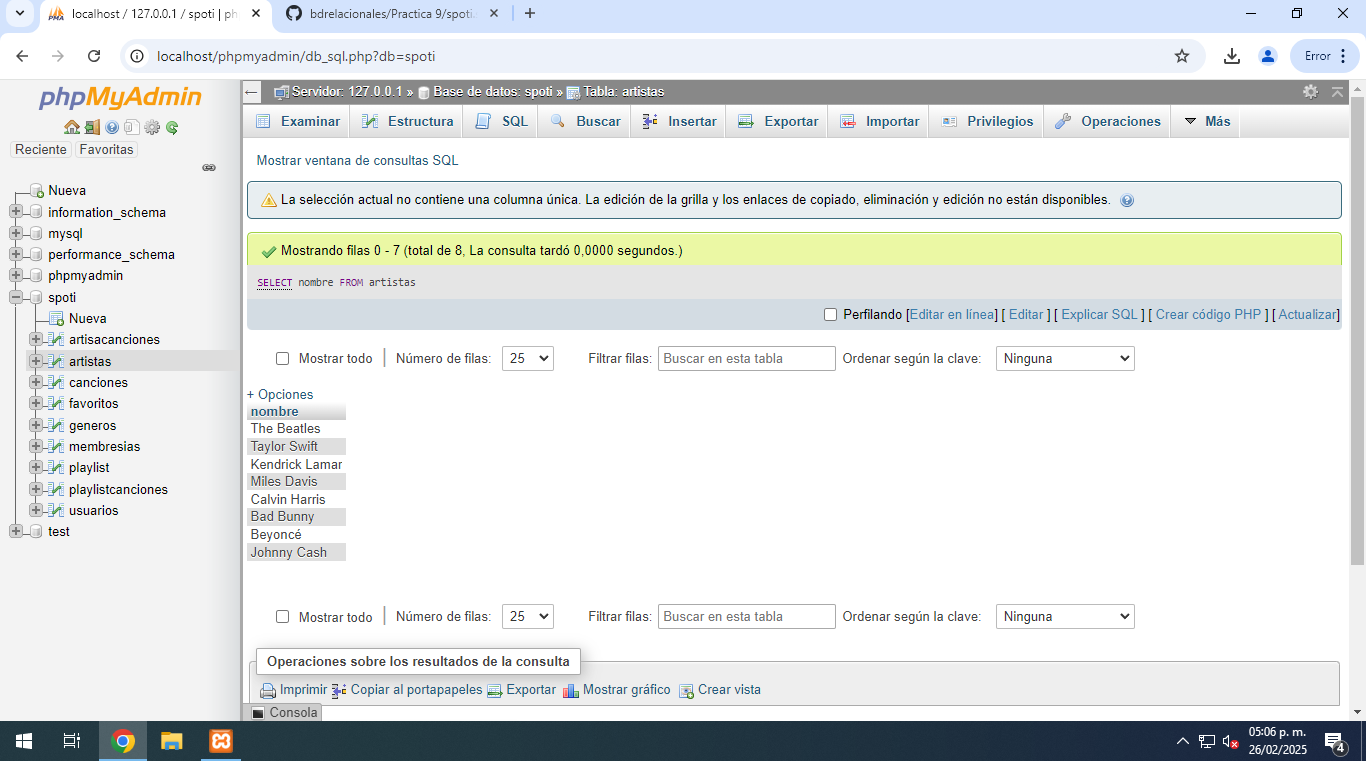 localhost / 127.0.0.1 / spoti | ph
bdrelacionales/Practica 9/spoti.
localhost/phpmyadmin/db_sql.php?db=spoti
Error
phpMyAdmin
Reciente Favoritas
Nueva
information_schema
mysql
performance_schema
phpmyadmin
spoti
Nueva
artisacanciones
artistas
canciones
favoritos
generos
membresias
playlist
playlistcanciones
usuarios
test
Servidor: 127.0.0.1 » Base de datos: spoti » Tabla: artistas
Examinar Estructura SQL Buscar Insertar Exportar Importar Privilegios Operaciones Más
Mostrar ventana de consultas SQL
La selección actual no contiene una columna única. La edición de la grilla y los enlaces de copiado, eliminación y edición no están disponibles.
Mostrando filas 0 - 7 (total de 8, La consulta tardó 0,0000 segundos.)
SELECT nombre FROM artistas
Perfilando [Editar en línea] [ Editar ] [ Explicar SQL ] [ Crear código PHP ] [ Actualizar]
Mostrar todo | Número de filas: 25 Filtrar filas: Buscar en esta tabla Ordenar según la clave: Ninguna
+ Opciones
nombre
The Beatles
Taylor Swift
Kendrick Lamar
Miles Davis
Calvin Harris
Bad Bunny
Beyoncé
Johnny Cash
Mostrar todo | Número de filas: 25 Filtrar filas: Buscar en esta tabla Ordenar según la clave: Ninguna
Operaciones sobre los resultados de la consulta
Imprimir Copiar al portapapeles Exportar Mostrar gráfico Crear vista
Consola
05:06 p. m.
26/02/2025
4